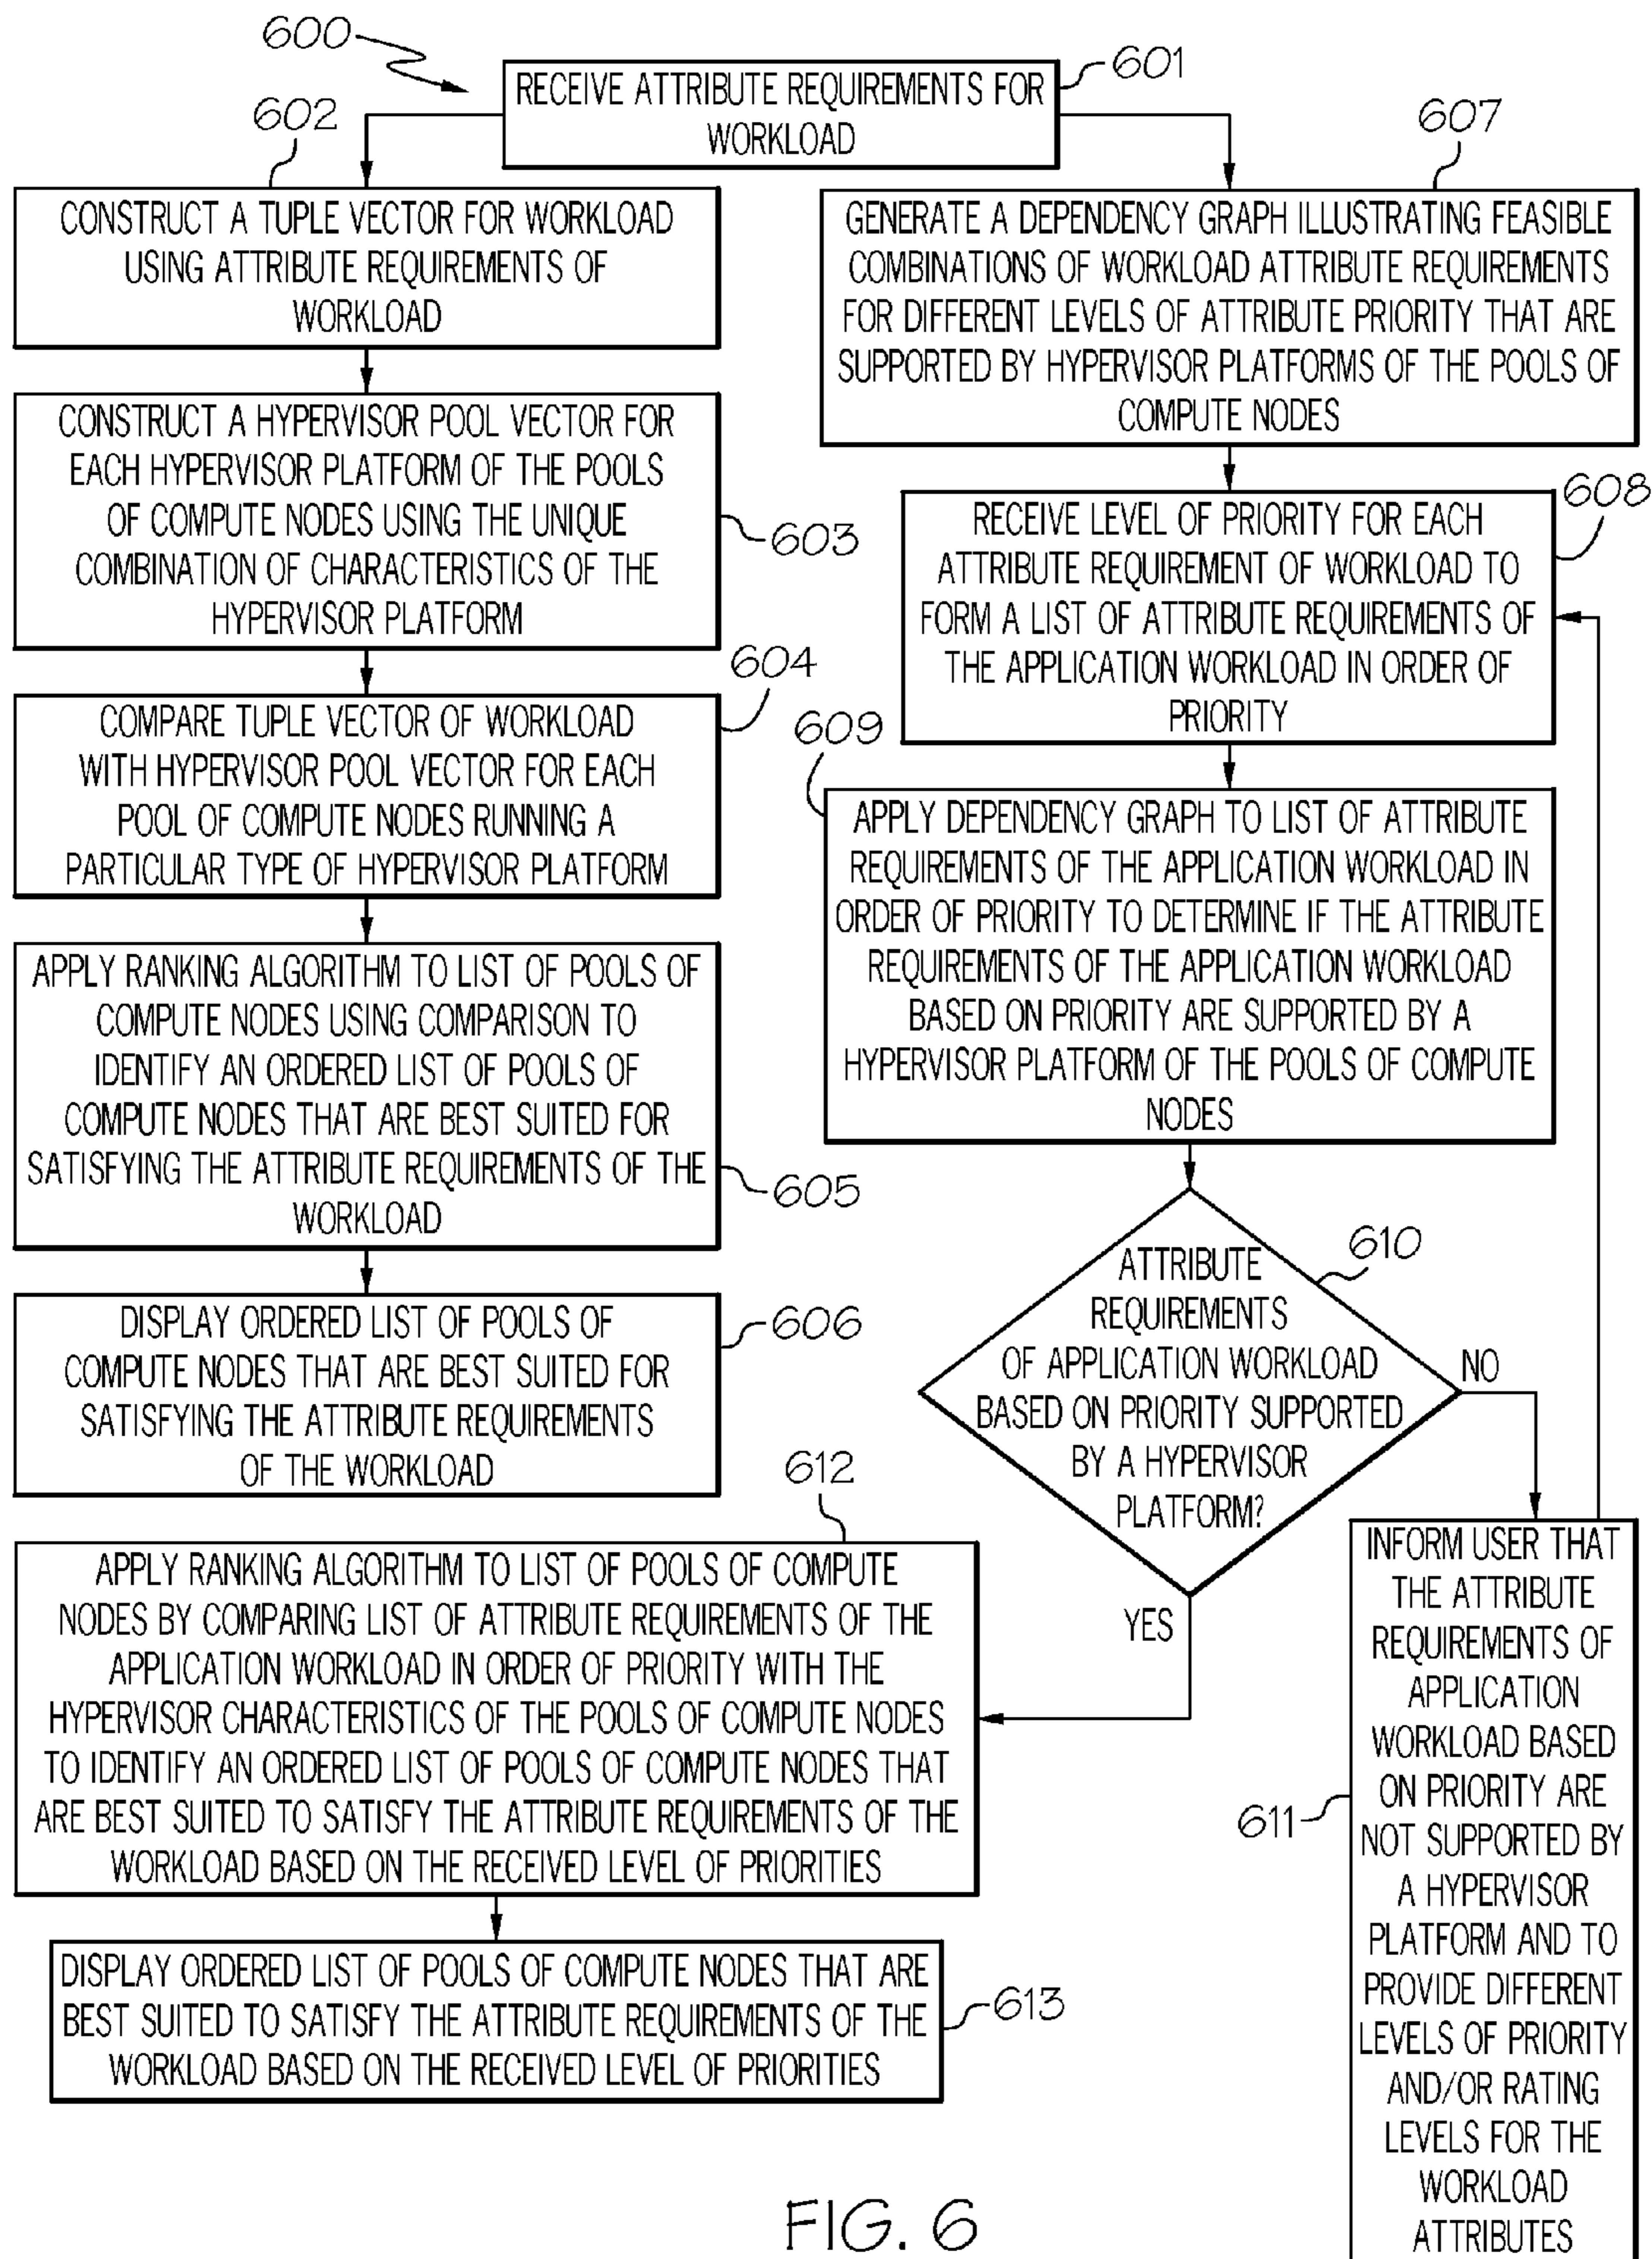 600
601
RECEIVE ATTRIBUTE REQUIREMENTS FOR
WORKLOAD
602
CONSTRUCT A TUPLE VECTOR FOR WORKLOAD
USING ATTRIBUTE REQUIREMENTS OF
WORKLOAD
CONSTRUCT A HYPERVISOR POOL VECTOR FOR
EACH HYPERVISOR PLATFORM OF THE POOLS
OF COMPUTE NODES USING THE UNIQUE
COMBINATION OF CHARACTERISTICS OF THE
HYPERVISOR PLATFORM
603
604
COMPARE TUPLE VECTOR OF WORKLOAD
WITH HYPERVISOR POOL VECTOR FOR EACH
POOL OF COMPUTE NODES RUNNING A
PARTICULAR TYPE OF HYPERVISOR PLATFORM
APPLY RANKING ALGORITHM TO LIST OF POOLS OF
COMPUTE NODES USING COMPARISON TO
IDENTIFY AN ORDERED LIST OF POOLS OF
COMPUTE NODES THAT ARE BEST SUITED FOR
SATISFYING THE ATTRIBUTE REQUIREMENTS OF THE
WORKLOAD
605
DISPLAY ORDERED LIST OF POOLS OF
COMPUTE NODES THAT ARE BEST SUITED FOR
SATISFYING THE ATTRIBUTE REQUIREMENTS
OF THE WORKLOAD
606
607
GENERATE A DEPENDENCY GRAPH ILLUSTRATING FEASIBLE
COMBINATIONS OF WORKLOAD ATTRIBUTE REQUIREMENTS
FOR DIFFERENT LEVELS OF ATTRIBUTE PRIORITY THAT ARE
SUPPORTED BY HYPERVISOR PLATFORMS OF THE POOLS OF
COMPUTE NODES
608
RECEIVE LEVEL OF PRIORITY FOR EACH
ATTRIBUTE REQUIREMENT OF WORKLOAD TO
FORM A LIST OF ATTRIBUTE REQUIREMENTS OF
THE APPLICATION WORKLOAD IN ORDER OF
PRIORITY
609
APPLY DEPENDENCY GRAPH TO LIST OF ATTRIBUTE
REQUIREMENTS OF THE APPLICATION WORKLOAD IN
ORDER OF PRIORITY TO DETERMINE IF THE ATTRIBUTE
REQUIREMENTS OF THE APPLICATION WORKLOAD
BASED ON PRIORITY ARE SUPPORTED BY A
HYPERVISOR PLATFORM OF THE POOLS OF COMPUTE
NODES
610
ATTRIBUTE
REQUIREMENTS
OF APPLICATION WORKLOAD
BASED ON PRIORITY SUPPORTED
BY A HYPERVISOR
PLATFORM?
NO
YES
611
INFORM USER THAT
THE ATTRIBUTE
REQUIREMENTS OF
APPLICATION
WORKLOAD BASED
ON PRIORITY ARE
NOT SUPPORTED BY
A HYPERVISOR
PLATFORM AND TO
PROVIDE DIFFERENT
LEVELS OF PRIORITY
AND/OR RATING
LEVELS FOR THE
WORKLOAD
ATTRIBUTES
612
APPLY RANKING ALGORITHM TO LIST OF POOLS OF COMPUTE
NODES BY COMPARING LIST OF ATTRIBUTE REQUIREMENTS OF THE
APPLICATION WORKLOAD IN ORDER OF PRIORITY WITH THE
HYPERVISOR CHARACTERISTICS OF THE POOLS OF COMPUTE NODES
TO IDENTIFY AN ORDERED LIST OF POOLS OF COMPUTE NODES THAT
ARE BEST SUITED TO SATISFY THE ATTRIBUTE REQUIREMENTS OF THE
WORKLOAD BASED ON THE RECEIVED LEVEL OF PRIORITIES
DISPLAY ORDERED LIST OF POOLS OF COMPUTE NODES THAT ARE
BEST SUITED TO SATISFY THE ATTRIBUTE REQUIREMENTS OF THE
WORKLOAD BASED ON THE RECEIVED LEVEL OF PRIORITIES
613
FIG. 6